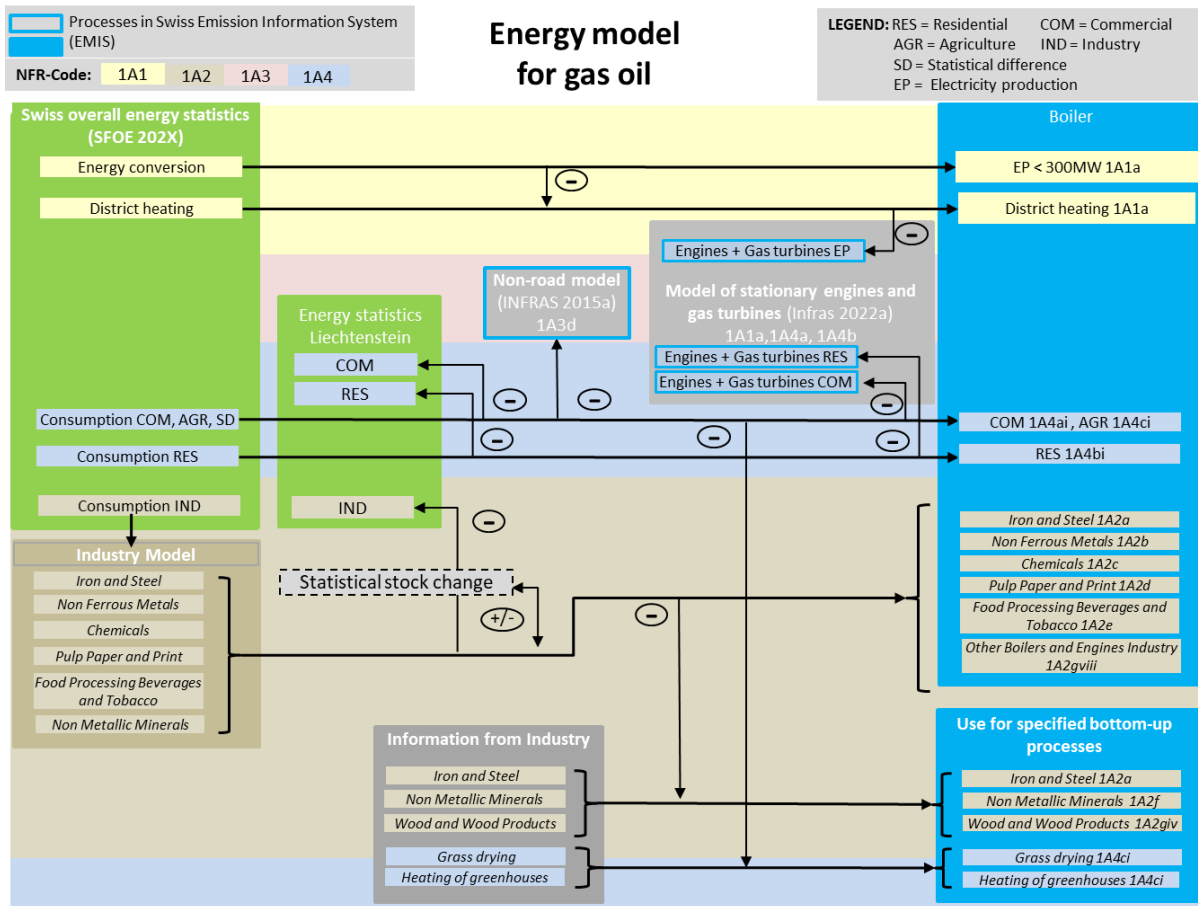 Processes in Swiss Emission Information System
(EMIS)
NFR-Code: 1A1 1A2 1A3 1A4
Energy model
for gas oil
LEGEND: RES = Residential COM = Commercial
AGR = Agriculture IND = Industry
SD = Statistical difference
EP = Electricity production
Swiss overall energy statistics
(SFOE 202X)
Energy conversion
District heating
Consumption COM, AGR, SD
Consumption RES
Consumption IND
Industry Model
Iron and Steel
Non Ferrous Metals
Chemicals
Pulp Paper and Print
Food Processing Beverages
and Tobacco
Non Metallic Minerals
Energy statistics
Liechtenstein
COM
RES
IND
Statistical stock change
+/-
-
-
-
-
-
-
-
-
-
-
Non-road model
(INFRAS 2015a)
1A3d
Engines + Gas turbines EP
Model of stationary engines and
gas turbines (Infras 2022a)
1A1a,1A4a, 1A4b
Engines + Gas turbines RES
Engines + Gas turbines COM
Information from Industry
Iron and Steel
Non Metallic Minerals
Wood and Wood Products
Grass drying
Heating of greenhouses
Boiler
EP < 300MW 1A1a
District heating 1A1a
COM 1A4ai , AGR 1A4ci
RES 1A4bi
Iron and Steel 1A2a
Non Ferrous Metals 1A2b
Chemicals 1A2c
Pulp Paper and Print 1A2d
Food Processing Beverages and
Tobacco 1A2e
Other Boilers and Engines Industry
1A2gviii
Use for specified bottom-up
processes
Iron and Steel 1A2a
Non Metallic Minerals 1A2f
Wood and Wood Products 1A2giv
Grass drying 1A4ci
Heating of greenhouses 1A4ci